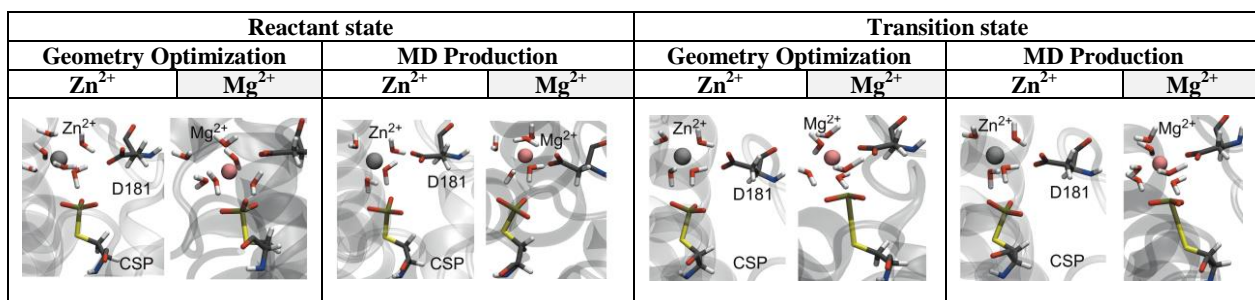 Reactant state Transition state
Geometry Optimization MD Production Geometry Optimization MD Production
Zn²⁺ Mg²⁺ Zn²⁺ Mg²⁺ Zn²⁺ Mg²⁺ Zn²⁺ Mg²⁺
Zn²⁺ Mg²⁺ Zn²⁺ Mg²⁺ Zn²⁺ Mg²⁺ Zn²⁺ Mg²⁺
D181 D181 D181 D181
CSP CSP CSP CSP